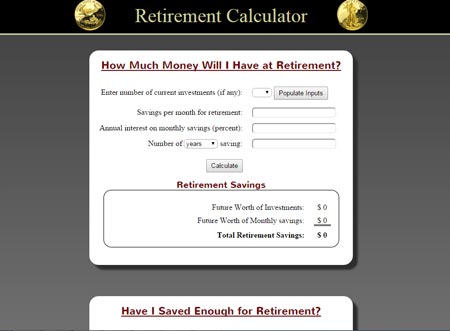 Retirement Calculator
How Much Money Will I Have at Retirement?
Enter number of current investments (if any): Populate Inputs
Savings per month for retirement:
Annual interest on monthly savings (percent):
Number of years saving:
Calculate
Retirement Savings
Future Worth of Investments: $ 0
Future Worth of Monthly savings: $ 0
Total Retirement Savings: $ 0
Have I Saved Enough for Retirement?